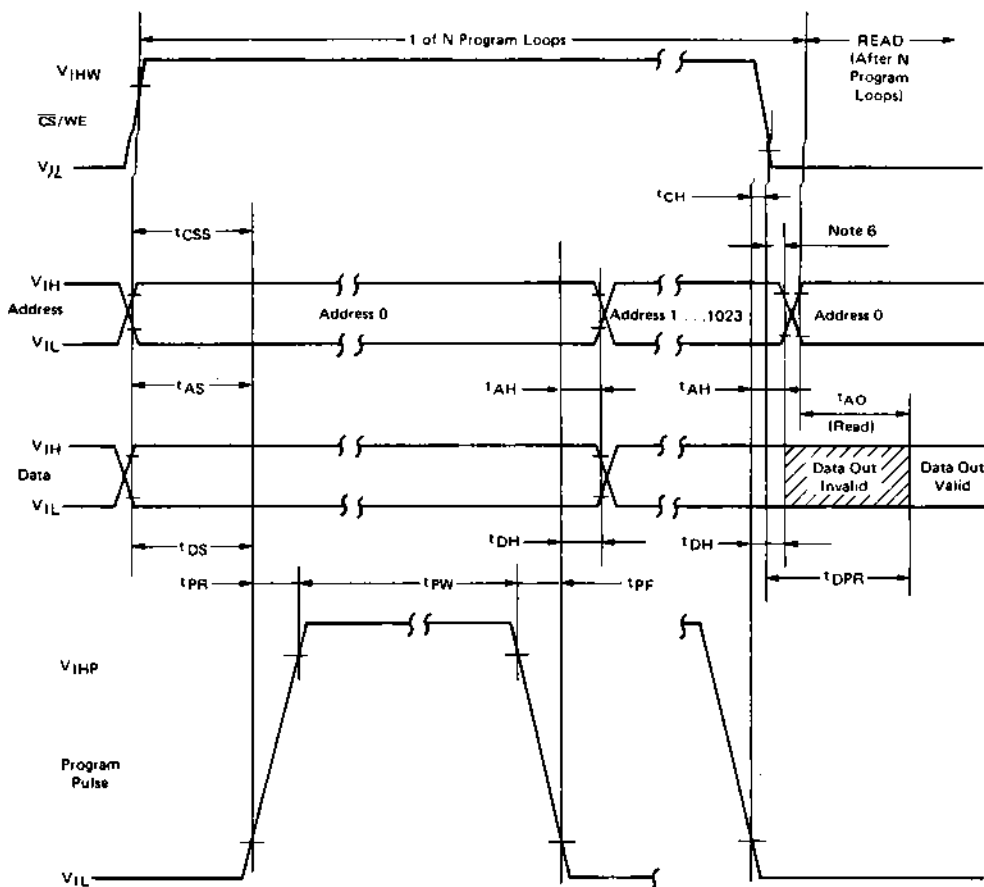 1 of N Program Loops
READ
(After N
Program
Loops)
VIHW
CS/WE
VIL
tCH
tCSS
Note 6
VIH
Address
VIL
Address 0
Address 1 . . . 1023
Address 0
tAS
tAH
tAH
tAO
(Read)
VIH
Data
VIL
Data Out
Invalid
Data Out
Valid
tDS
tDH
tDH
tPR
tPW
tPF
tDPR
VIHP
Program
Pulse
VIL